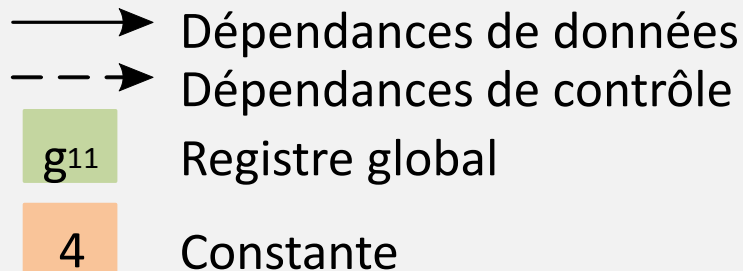 Dépendances de données
Dépendances de contrôle
g11 Registre global
4 Constante